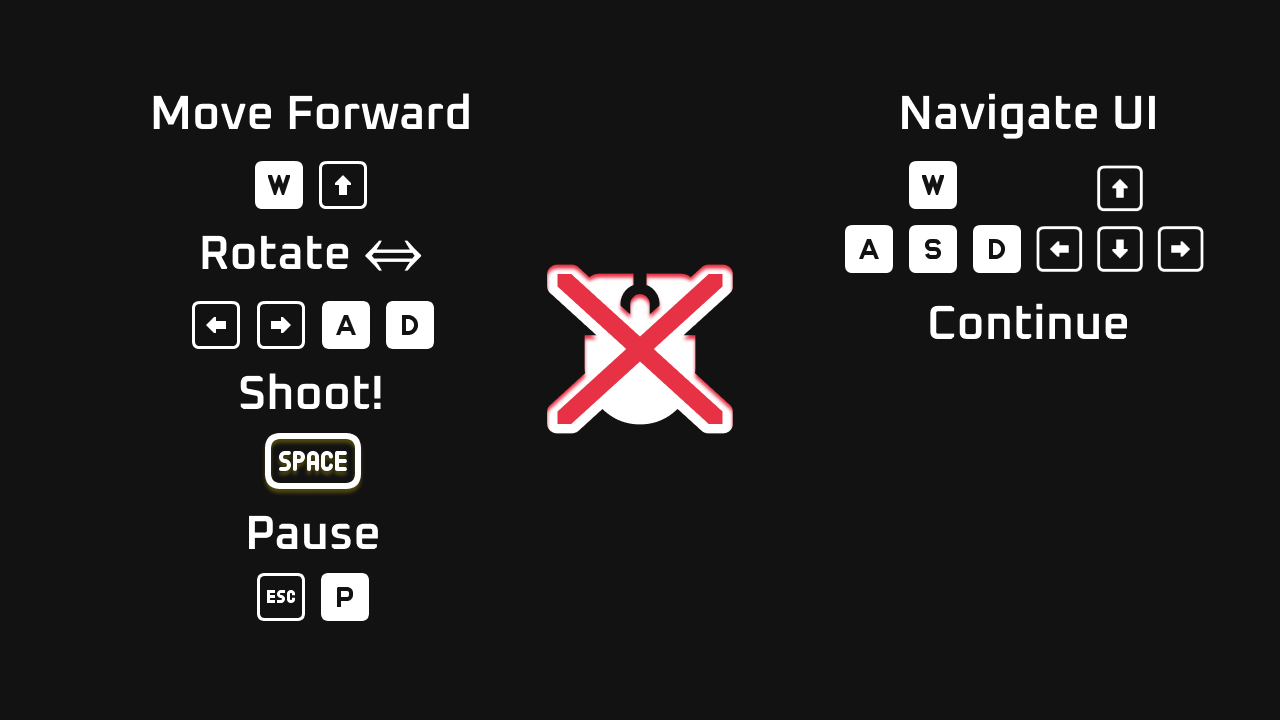 Move Forward
W
Rotate ⇔
A D
Shoot!
SPACE
Pause
ESC P
Navigate UI
W
A S D
Continue